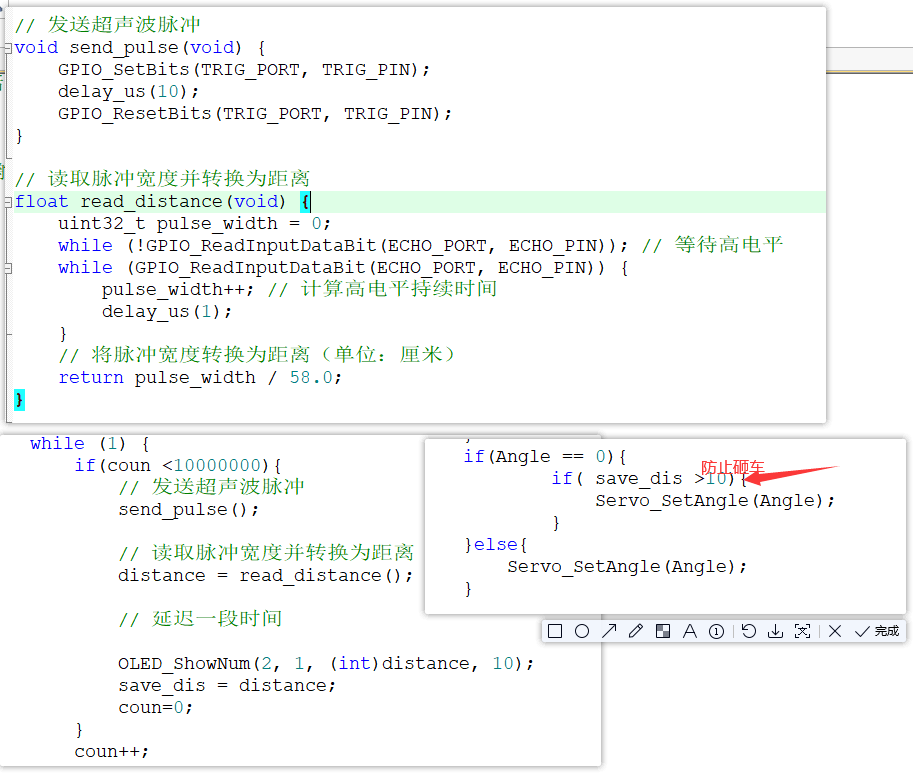 // 发送超声波脉冲
void send_pulse(void) {
GPIO_SetBits(TRIG_PORT, TRIG_PIN);
delay_us(10);
GPIO_ResetBits(TRIG_PORT, TRIG_PIN);
}
// 读取脉冲宽度并转换为距离
float read_distance(void) {
uint32_t pulse_width = 0;
while (!GPIO_ReadInputDataBit(ECHO_PORT, ECHO_PIN)); // 等待高电平
while (GPIO_ReadInputDataBit(ECHO_PORT, ECHO_PIN)) {
pulse_width++; // 计算高电平持续时间
delay_us(1);
}
// 将脉冲宽度转换为距离（单位：厘米）
return pulse_width / 58.0;
}
while (1) {
if(coun <10000000){
// 发送超声波脉冲
send_pulse();
// 读取脉冲宽度并转换为距离
distance = read_distance();
// 延迟一段时间
OLED_ShowNum(2, 1, (int)distance, 10);
save_dis = distance;
coun=0;
}
coun++;
if(Angle == 0){
防止砸车
if( save_dis >10){
Servo_SetAngle(Angle);
}
}else{
Servo_SetAngle(Angle);
}
完成